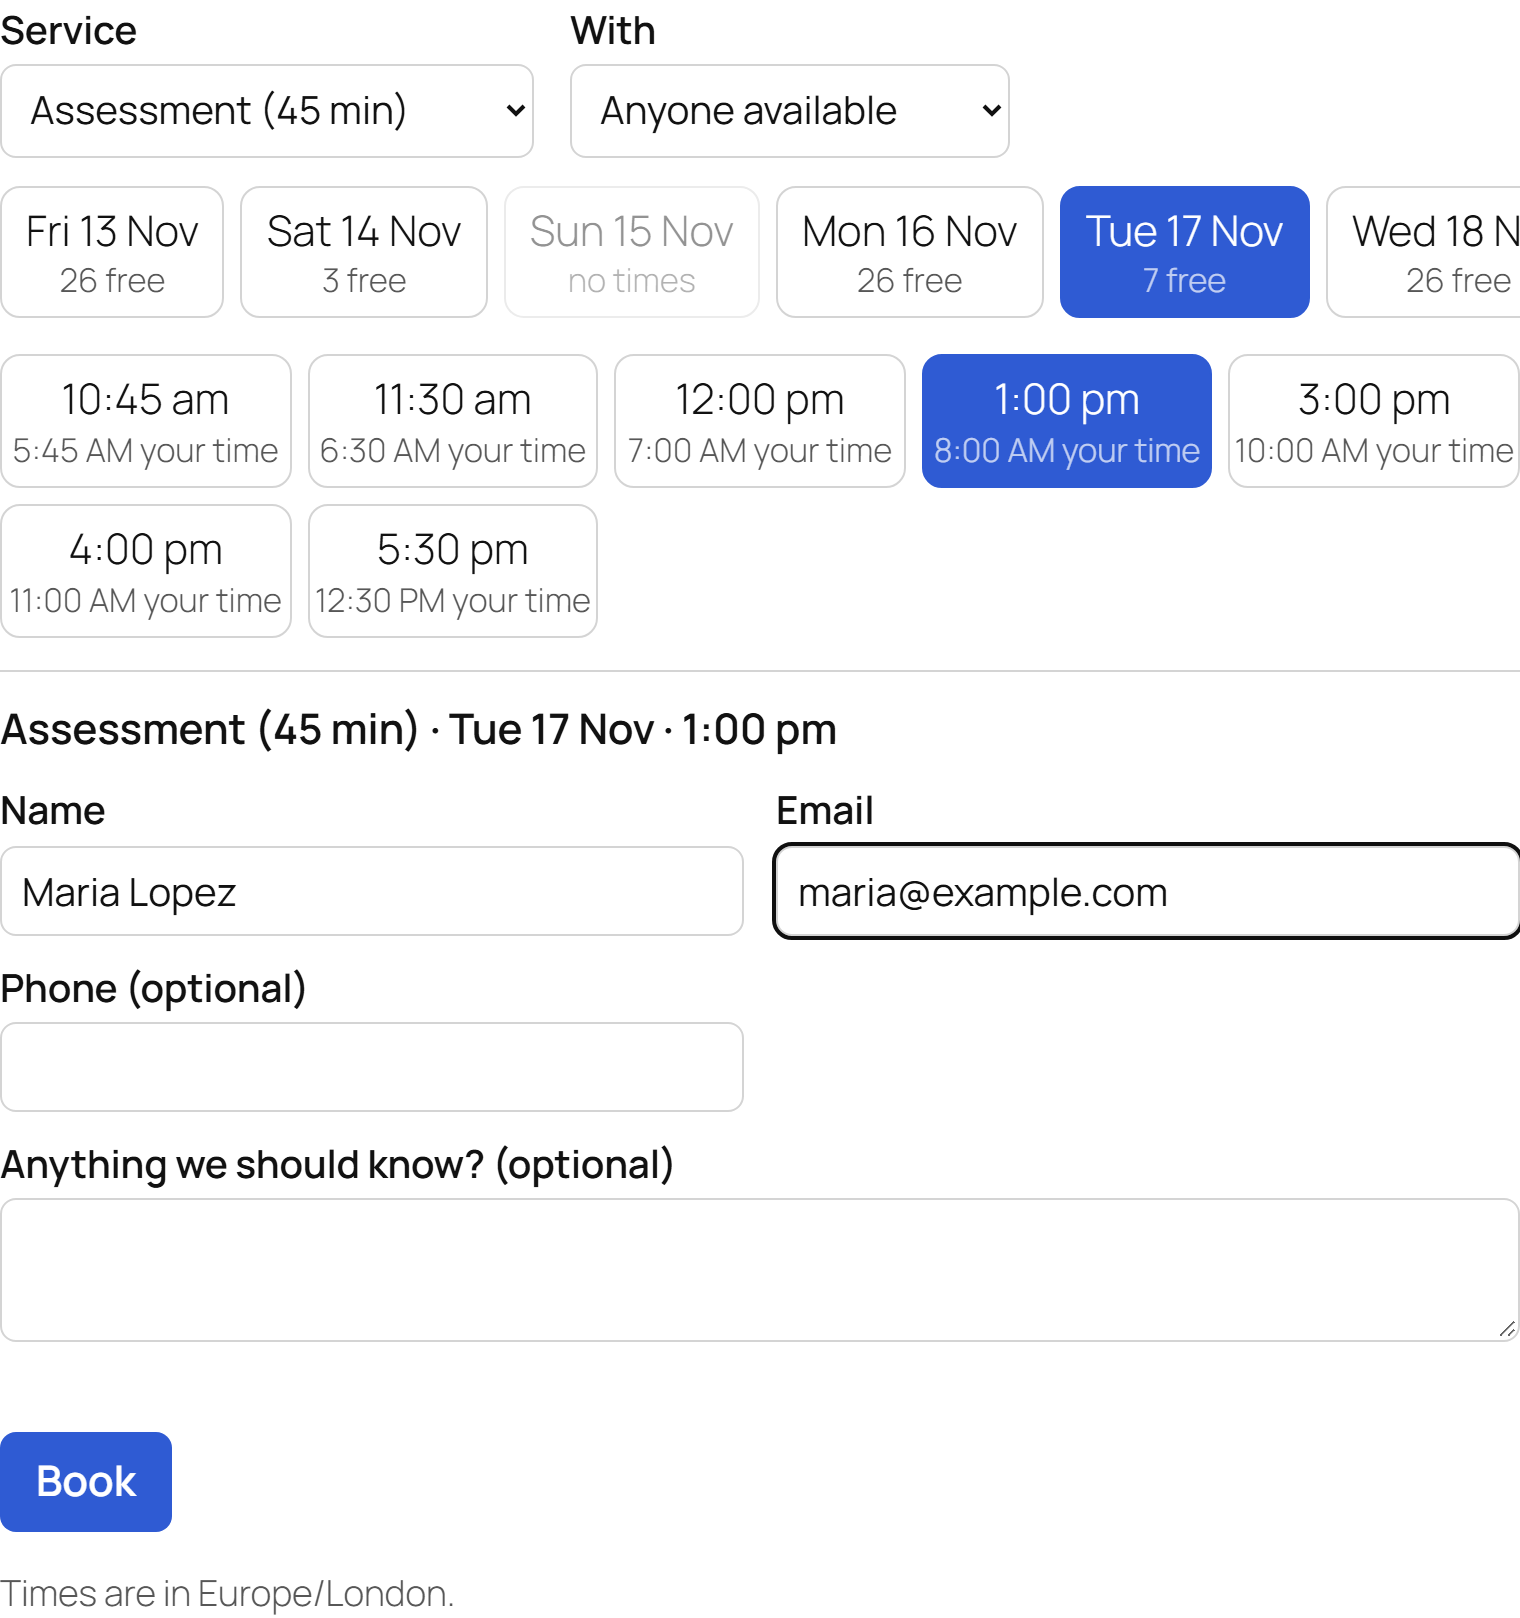 Service With
Assessment (45 min) Anyone available
Fri 13 Nov Sat 14 Nov Sun 15 Nov Mon 16 Nov Tue 17 Nov Wed 18 N
26 free 3 free no times 26 free 7 free 26 free
10:45 am 11:30 am 12:00 pm 1:00 pm 3:00 pm
5:45 AM your time 6:30 AM your time 7:00 AM your time 8:00 AM your time 10:00 AM your time
4:00 pm 5:30 pm
11:00 AM your time 12:30 PM your time
Assessment (45 min) · Tue 17 Nov · 1:00 pm
Name Email
Maria Lopez maria@example.com
Phone (optional)
Anything we should know? (optional)
Book
Times are in Europe/London.